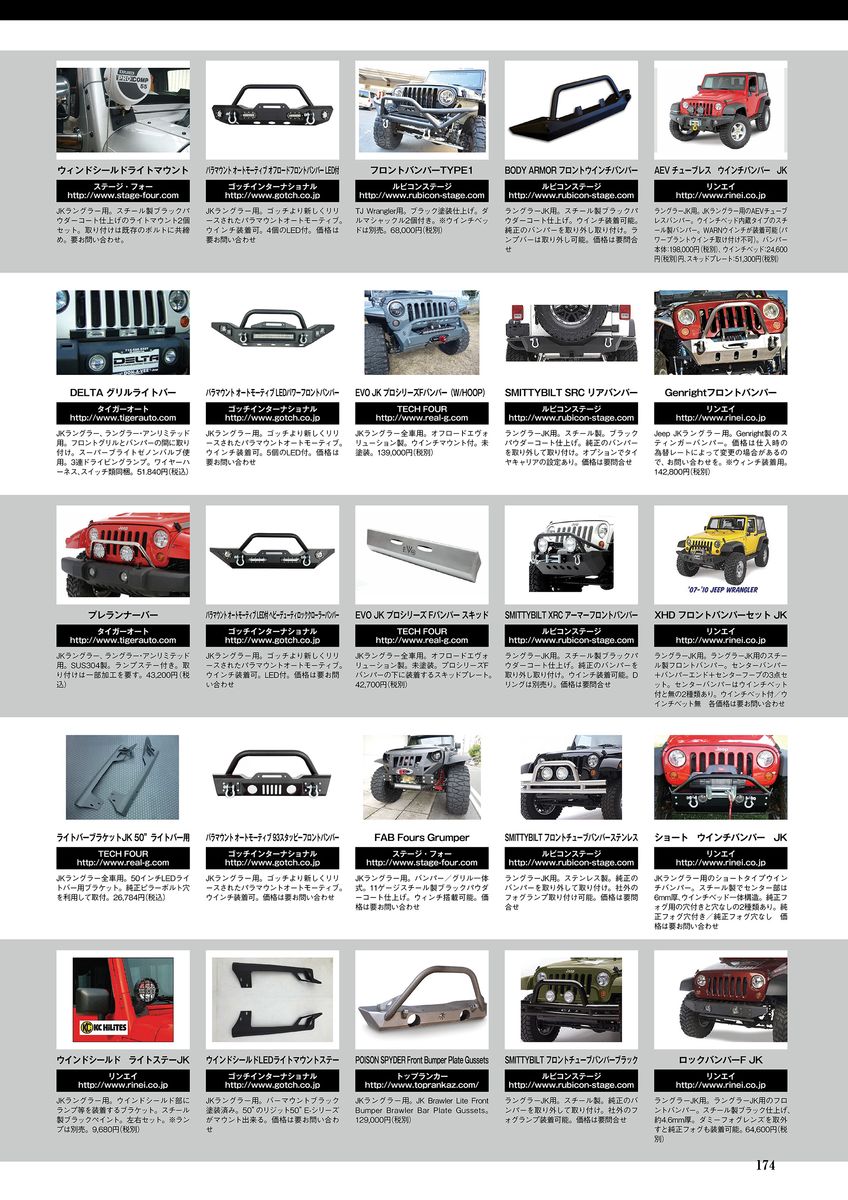 ウィンドシールドライトマウント
ステージ・フォー
http://www.stage-four.com
JKラングラー用。スチール製ブラックパ
ウダーコート仕上げのライトマウント2個
セット。取り付けは既存のボルトに共締
め。要お問い合わせ。
パラマウント オートモーティブ オフロードフロントバンパー LED付
ゴッチインターナショナル
http://www.gotch.co.jp
JKラングラー用。ゴッチより新しくリリ
ースされたパラマウントオートモーティブ。
ウインチ装着可。4個のLED付。価格は
要お問い合わせ
フロントバンパーTYPE1
ルビコンステージ
http://www.rubicon-stage.com
TJ Wrangler用。ブラック塗装仕上げ。ダ
ルマシャックル2個付き。※ウインチベッ
ドは別売。68,000円(税別)
BODY ARMOR フロントウインチバンパー
ルビコンステージ
http://www.rubicon-stage.com
ラングラーJK用。スチール製ブラックパ
ウダーコート仕上げ。ウインチ装着可能。
純正のバンパーを取り外し取り付け。ラ
ンプバーは取り外し可能。価格は要問合
せ
AEV チューブレス ウインチバンパー JK
リンエイ
http://www.rinei.co.jp
ラングラーJK用。JKラングラー用のAEVチューブ
レスバンパー。ウインチベッド内蔵タイプのスチ
ール製バンパー。WARNウインチが装着可能(パ
ワープラントウインチ取り付け不可)。バンパー
本体:198,000円(税別)、ウインチベッド:24,600
円(税別)円、スキッドプレート:51,300円(税別)
DELTA グリルライトバー
タイガーオート
http://www.tigerauto.com
JKラングラー、ラングラー・アンリミテッド
用。フロントグリルとバンパーの間に取り
付け。スーパーブライトゼノンバルブ使
用。3連ドライビングランプ。ワイヤーハ
ーネス、スイッチ類同梱。51.840円(税込)
パラマウント オートモーティブ LEDパワーフロントバンパー
ゴッチインターナショナル
http://www.gotch.co.jp
JKラングラー用。ゴッチより新しくリリ
ースされたパラマウントオートモーティブ。
ウインチ装着可。5個のLED付。価格は
要お問い合わせ
EVO JK プロシリーズFバンパー (W/HOOP)
TECH FOUR
http://www.real-g.com
JKラングラー全車用。オフロードエヴォ
リューション製。ウインチマウント付。未
塗装。139,000円(税別)
SMITTYBILT SRC リアバンパー
ルビコンステージ
http://www.rubicon-stage.com
ラングラーJK用。スチール製。ブラック
パウダーコート仕上げ。純正のバンパー
を取り外して取り付け。オプションでタイ
ヤキャリアの設定あり。価格は要問合せ
Genrightフロントバンパー
リンエイ
http://www.rinei.co.jp
Jeep JKラングラー用。Genright製のス
ティンガーバンパー。価格は仕入時の
為替レートによって変更の場合があるの
で、お問い合わせを。※ウィンチ装着用。
142,800円(税別)
プレランナーバー
タイガーオート
http://www.tigerauto.com
JKラングラー、ラングラー・アンリミテッド
用。SUS304製。ランプステー付き。取
り付けは一部加工を要す。43,200円(税
込)
パラマウント オートモーティブ LED付 ヘビーデューティロッククローラーバンパー
ゴッチインターナショナル
http://www.gotch.co.jp
JKラングラー用。ゴッチより新しくリリ
ースされたパラマウントオートモーティブ。
ウインチ装着可。LED付。価格は要お問
い合わせ
EVO JK プロシリーズ Fバンパー スキッド
TECH FOUR
http://www.real-g.com
JKラングラー全車用。オフロードエヴォ
リューション製。未塗装。プロシリーズF
バンパーの下に装着するスキッドプレート。
42,700円(税別)
SMITTYBILT XRC アーマーフロントバンパー
ルビコンステージ
http://www.rubicon-stage.com
ラングラーJK用。スチール製ブラックパ
ウダーコート仕上げ。純正のバンパーを
取り外し取り付け。ウインチ装着可能。D
リングは別売り。価格は要問合せ
'07-'10 JEEP WRANGLER
XHD フロントバンパーセット JK
リンエイ
http://www.rinei.co.jp
ラングラーJK用。ラングラーJK用のスチー
ル製フロントバンパー。センターバンパー
+バンパーエンド+センターフープの3点セ
ット。センターバンパーはウインチベット
付と無の2種類あり。ウインチベット付/ウ
インチベット無 各価格は要お問い合わせ
ライトバーブラケットJK 50"ライトバー用
TECH FOUR
http://www.real-g.com
JKラングラー全車用。50インチLEDライ
トバー用ブラケット。純正ピラーボルト穴
を利用して取付。26,784円(税込)
パラマウント オートモーティブ 93スタッビーフロントバンパー
ゴッチインターナショナル
http://www.gotch.co.jp
JKラングラー用。ゴッチより新しくリリ
ースされたパラマウントオートモーティブ。
ウインチ装着可。価格は要お問い合わせ
FAB Fours Grumper
ステージ・フォー
http://www.stage-four.com
JKラングラー用。バンパー/グリル一体
式。11ゲージスチール製ブラックパウダ
ーコート仕上げ。ウィンチ搭載可能。価
格は要お問い合わせ
SMITTYBILT フロントチューブバンパーステンレス
ルビコンステージ
http://www.rubicon-stage.com
ラングラーJK用。ステンレス製。純正の
バンパーを取り外して取り付け。社外の
フォグランプ取り付け可能。価格は要問
合せ
ショート ウインチバンパー JK
リンエイ
http://www.rinei.co.jp
JKラングラー用のショートタイプウイン
チバンパー。スチール製でセンター部は
6mm厚、ウインチベッド一体構造。純正フ
ォグ用の穴付きと穴なしの2種類あり。純
正フォグ穴付き/純正フォグ穴なし 価
格は要お問い合わせ
KC HiLiTES
ウインドシールド ライトステーJK
リンエイ
http://www.rinei.co.jp
JKラングラー用。ウインドシールド部に
ランプ等を装着するブラケット。スチール
製ブラックペイント。左右セット。※ラン
プは別売。9,680円(税別)
ウインドシールドLEDライトマウントステー
ゴッチインターナショナル
http://www.gotch.co.jp
JKラングラー用。パーマウントブラック
塗装済み。50"のリジット50"E-シリーズ
がマウント出来る。価格は要お問い合わ
せ
POISON SPYDER Front Bumper Plate Gussets
トップランカー
http://www.toprankaz.com/
JKラングラー用。JK Brawler Lite Front
Bumper Brawler Bar Plate Gussets。
129,000円(税別)
SMITTYBILT フロントチューブバンパーブラック
ルビコンステージ
http://www.rubicon-stage.com
ラングラーJK用。スチール製。純正のバ
ンパーを取り外して取り付け。社外のフ
ォグランプ装着可能。価格は要問合せ
ロックバンパーF JK
リンエイ
http://www.rinei.co.jp
ラングラーJK用。ラングラーJK用のフロ
ントバンパー。スチール製ブラック仕上げ、
約4.6mm厚。ダミーフォグレンズを取外
すと純正フォグも装着可能。64,600円(税
別)
174